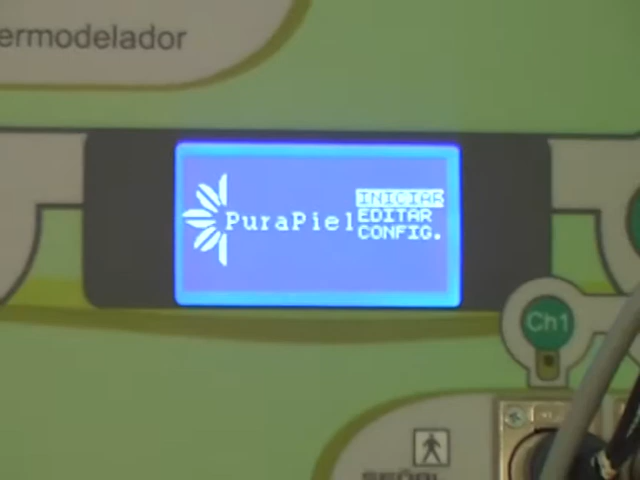 ermodelador
PuraPiel
INICIAR
EDITAR
CONFIG.
Ch1